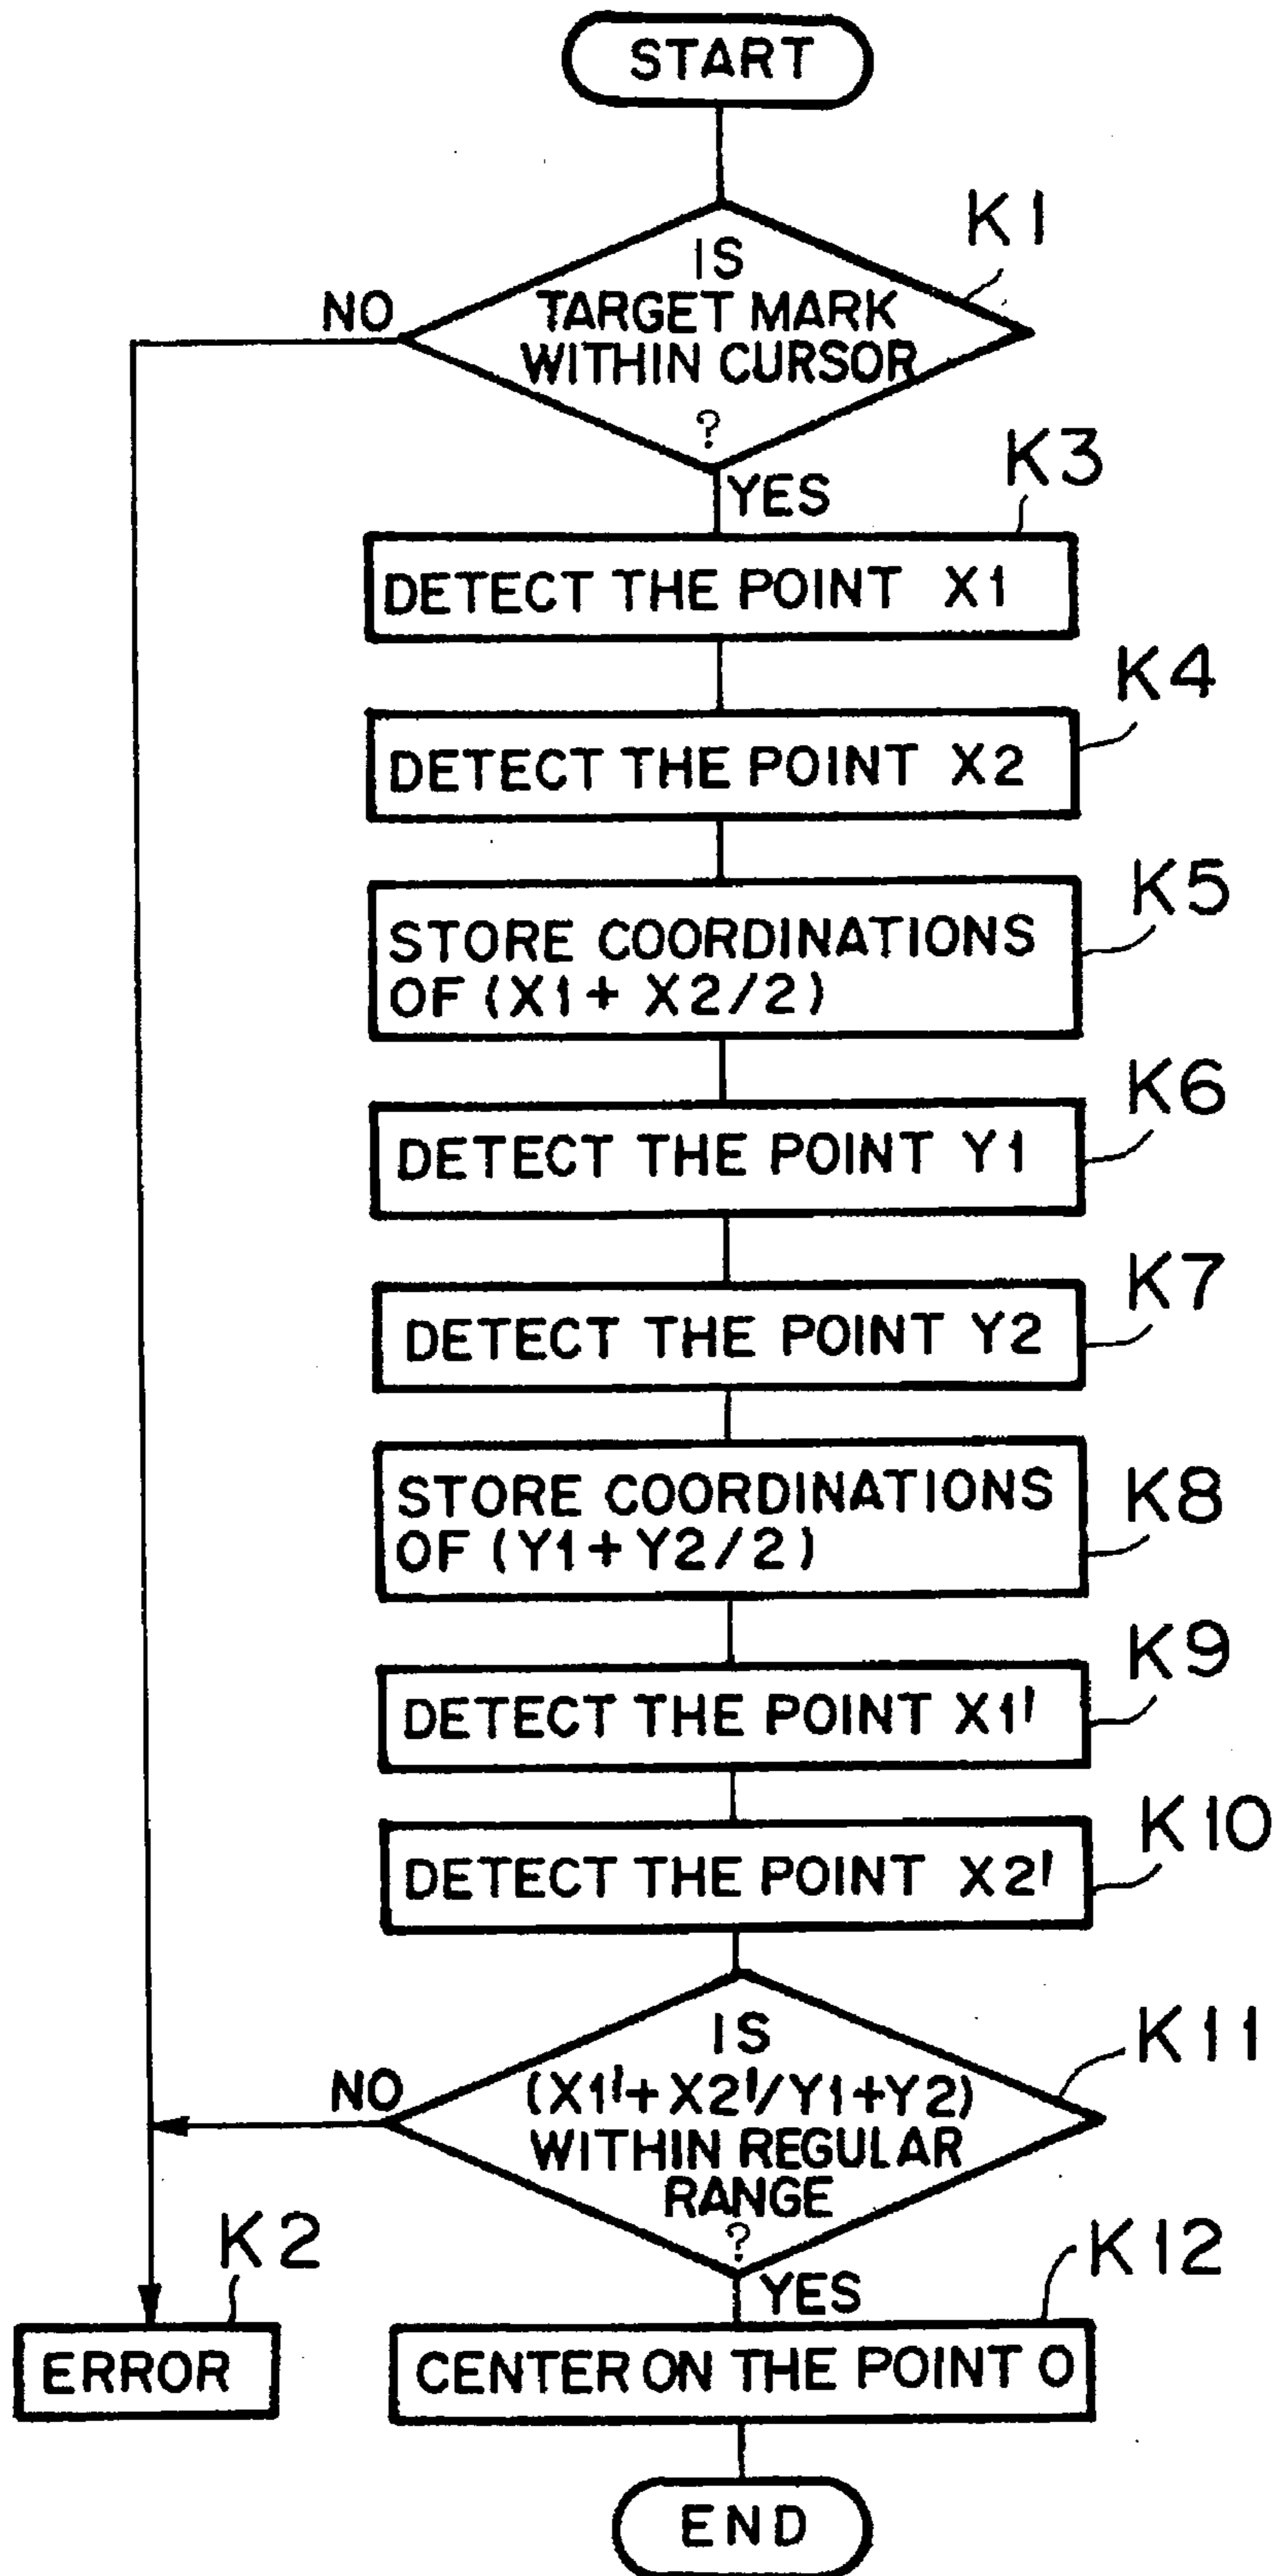 START
K1
IS
TARGET MARK
WITHIN CURSOR
?
NO
YES
K3
DETECT THE POINT X1
K4
DETECT THE POINT X2
K5
STORE COORDINATIONS
OF (X1+ X2/2)
K6
DETECT THE POINT Y1
K7
DETECT THE POINT Y2
K8
STORE COORDINATIONS
OF (Y1+Y2/2)
K9
DETECT THE POINT X1'
K10
DETECT THE POINT X2'
K11
IS
(X1'+X2'/Y1+Y2)
WITHIN REGULAR
RANGE
?
NO
YES
K2
ERROR
K12
CENTER ON THE POINT O
END